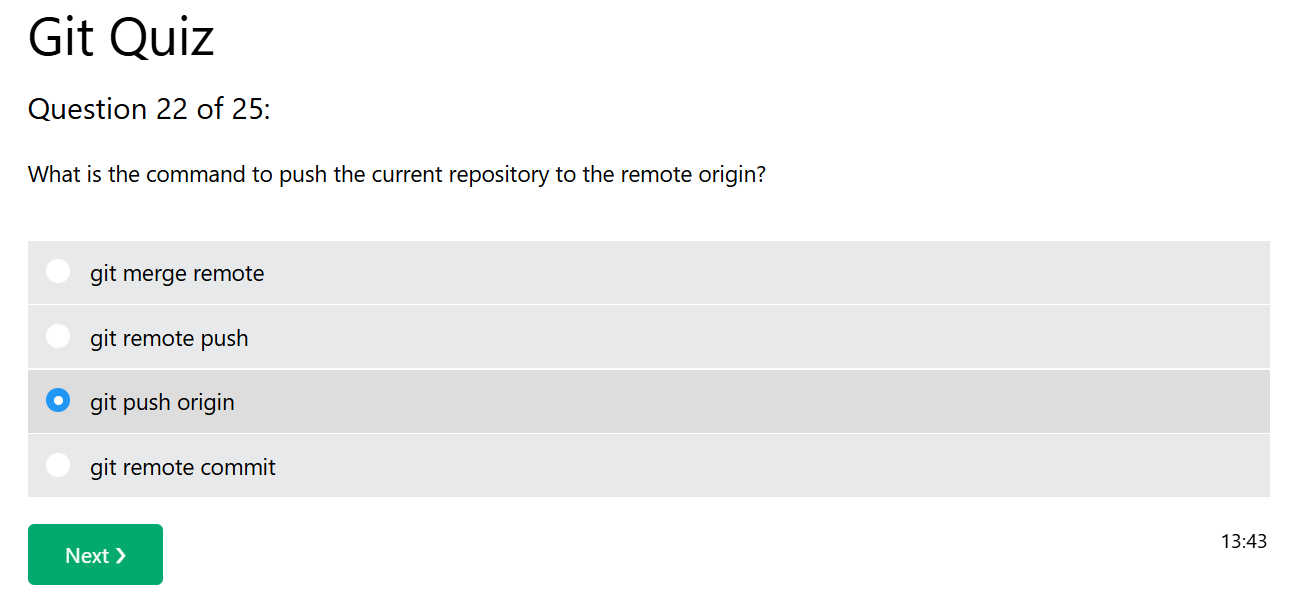 Git Quiz
Question 22 of 25:
What is the command to push the current repository to the remote origin?
git merge remote
git remote push
git push origin
git remote commit
Next ❯
13:43